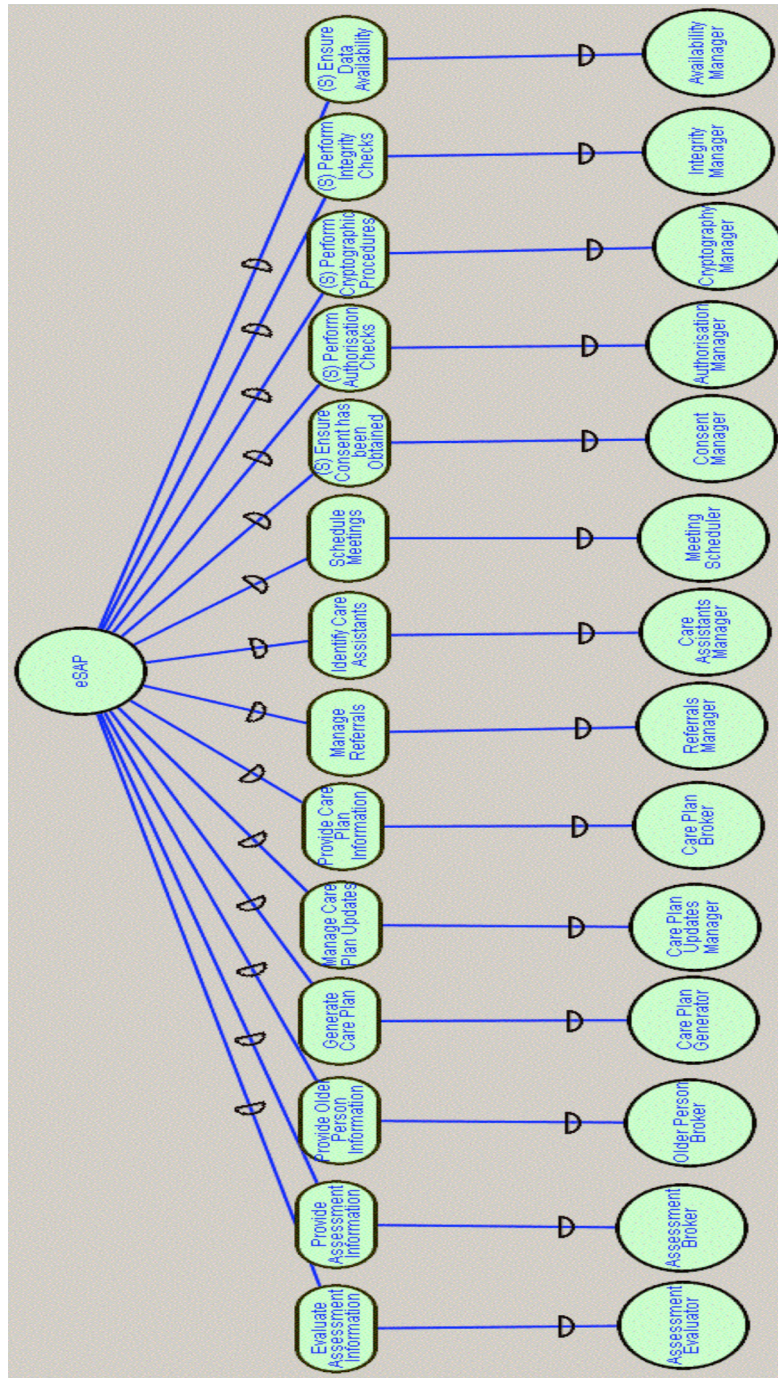 eSAP
Evaluate
Assessment
Information
Provide
Assessment
Information
Provide Older
Person
Information
Generate
Care Plan
Manage Care
Plan Updates
Provide Care
Plan
Information
Manage
Referrals
Identify Care
Assistants
Schedule
Meetings
(S) Ensure
Consent has
been
Obtained
(S) Perform
Authorisation
Checks
(S) Perform
Cryptographic
Procedures
(S) Perform
Integrity
Checks
(S) Ensure
Data
Availability
Assessment
Evaluator
Assessment
Broker
Older Person
Broker
Care Plan
Generator
Care Plan
Updates
Manager
Care Plan
Broker
Referrals
Manager
Care
Assistants
Manager
Meeting
Scheduler
Consent
Manager
Authorisation
Manager
Cryptography
Manager
Integrity
Manager
Availability
Manager